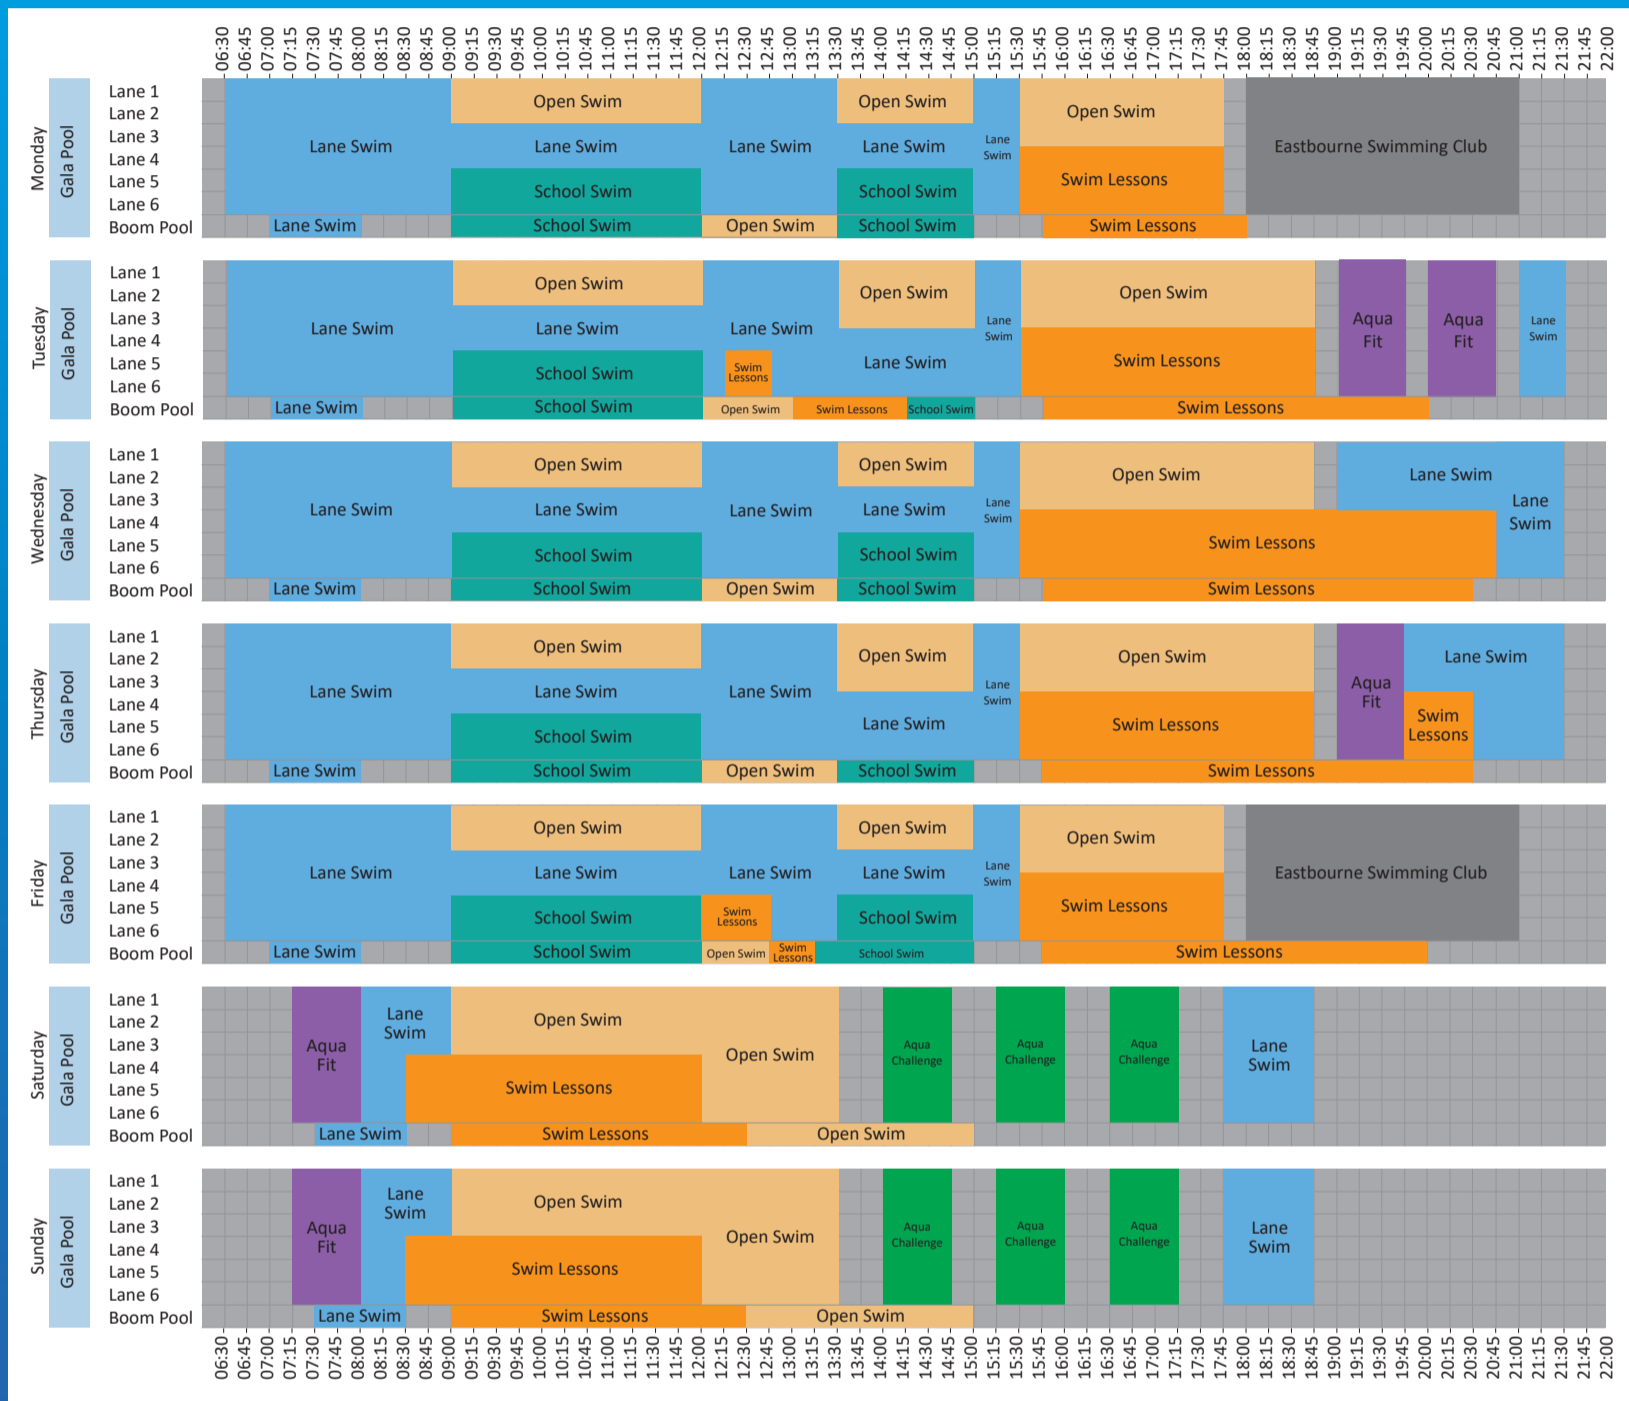 06:30 06:45 07:00 07:15 07:30 07:45 08:00 08:15 08:30 08:45 09:00 09:15 09:30 09:45 10:00 10:15 10:30 10:45 11:00 11:15 11:30 11:45 12:00 12:15 12:30 12:45 13:00 13:15 13:30 13:45 14:00 14:15 14:30 14:45 15:00 15:15 15:30 15:45 16:00 16:15 16:30 16:45 17:00 17:15 17:30 17:45 18:00 18:15 18:30 18:45 19:00 19:15 19:30 19:45 20:00 20:15 20:30 20:45 21:00 21:15 21:30 21:45 22:00
Monday
Gala Pool
Lane 1
Lane 2
Lane 3
Lane 4
Lane 5
Lane 6
Boom Pool
Open Swim Open Swim Open Swim
Lane Swim Lane Swim Lane Swim Lane Swim Lane
Swim
Eastbourne Swimming Club
School Swim School Swim Swim Lessons
Lane Swim School Swim Open Swim School Swim Swim Lessons
Tuesday
Gala Pool
Lane 1
Lane 2
Lane 3
Lane 4
Lane 5
Lane 6
Boom Pool
Open Swim Open Swim Open Swim
Lane Swim Lane Swim Lane Swim Lane
Swim
Aqua
Fit
Aqua
Fit
Lane
Swim
School Swim Swim
Lessons
Lane Swim Swim Lessons
Lane Swim School Swim Open Swim Swim Lessons School Swim Swim Lessons
Wednesday
Gala Pool
Lane 1
Lane 2
Lane 3
Lane 4
Lane 5
Lane 6
Boom Pool
Open Swim Open Swim Open Swim Lane Swim
Lane Swim Lane Swim Lane Swim Lane Swim Lane
Swim
Lane
Swim
School Swim School Swim Swim Lessons
Lane Swim School Swim Open Swim School Swim Swim Lessons
Thursday
Gala Pool
Lane 1
Lane 2
Lane 3
Lane 4
Lane 5
Lane 6
Boom Pool
Open Swim Open Swim Open Swim Lane Swim
Lane Swim Lane Swim Lane Swim Lane
Swim
Aqua
Fit
School Swim Lane Swim Swim Lessons Swim
Lessons
Lane Swim School Swim Open Swim School Swim Swim Lessons
Friday
Gala Pool
Lane 1
Lane 2
Lane 3
Lane 4
Lane 5
Lane 6
Boom Pool
Open Swim Open Swim Open Swim
Lane Swim Lane Swim Lane Swim Lane Swim Lane
Swim
Eastbourne Swimming Club
School Swim Swim
Lessons
School Swim Swim Lessons
Lane Swim School Swim Open Swim Swim
Lessons
School Swim Swim Lessons
Saturday
Gala Pool
Lane 1
Lane 2
Lane 3
Lane 4
Lane 5
Lane 6
Boom Pool
Lane
Swim
Open Swim
Aqua
Fit
Open Swim
Aqua
Challenge
Aqua
Challenge
Aqua
Challenge
Lane
Swim
Swim Lessons
Lane Swim Swim Lessons Open Swim
Sunday
Gala Pool
Lane 1
Lane 2
Lane 3
Lane 4
Lane 5
Lane 6
Boom Pool
Lane
Swim
Open Swim
Aqua
Fit
Open Swim
Aqua
Challenge
Aqua
Challenge
Aqua
Challenge
Lane
Swim
Swim Lessons
Lane Swim Swim Lessons Open Swim
06:30 06:45 07:00 07:15 07:30 07:45 08:00 08:15 08:30 08:45 09:00 09:15 09:30 09:45 10:00 10:15 10:30 10:45 11:00 11:15 11:30 11:45 12:00 12:15 12:30 12:45 13:00 13:15 13:30 13:45 14:00 14:15 14:30 14:45 15:00 15:15 15:30 15:45 16:00 16:15 16:30 16:45 17:00 17:15 17:30 17:45 18:00 18:15 18:30 18:45 19:00 19:15 19:30 19:45 20:00 20:15 20:30 20:45 21:00 21:15 21:30 21:45 22:00